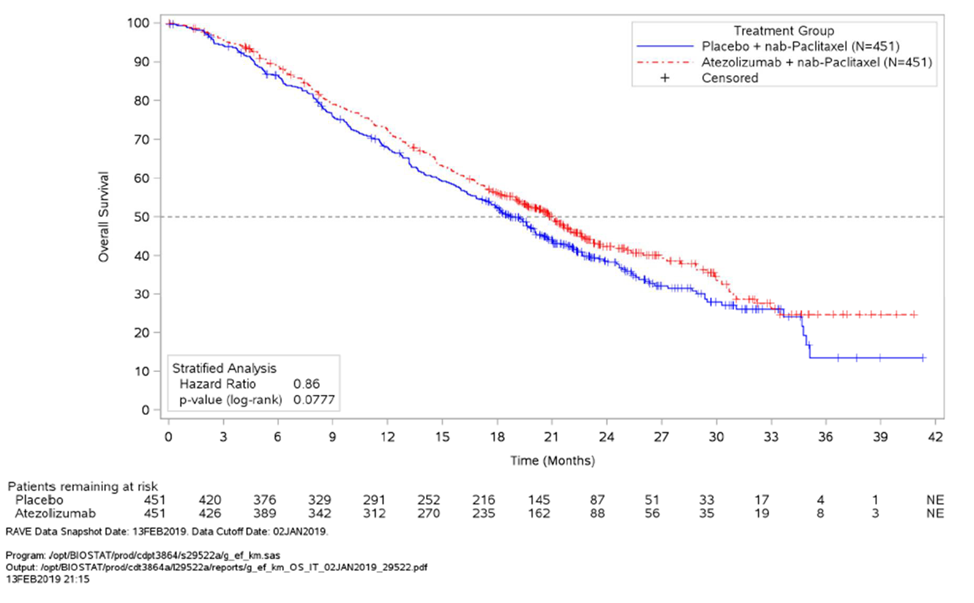 Treatment Group
Placebo + nab-Paclitaxel (N=451)
Atezolizumab + nab-Paclitaxel (N=451)
+ Censored
Overall Survival
100
90
80
70
60
50
40
30
20
10
0
Stratified Analysis
Hazard Ratio 0.86
p-value (log-rank) 0.0777
0 3 6 9 12 15 18 21 24 27 30 33 36 39 42
Time (Months)
Patients remaining at risk
Placebo 451 420 376 329 291 252 216 145 87 51 33 17 4 1 NE
Atezolizumab 451 426 389 342 312 270 235 162 88 56 35 19 8 3 NE
RAVE Data Snapshot Date: 13FEB2019. Data Cutoff Date: 02JAN2019.
Program: /opt/BIOSTAT/prod/cdpt3864/s29522a/g_ef_km.sas
Output: /opt/BIOSTAT/prod/cdt3864a/l29522a/reports/g_ef_km_OS_IT_02JAN2019_29522.pdf
13FEB2019 21:15